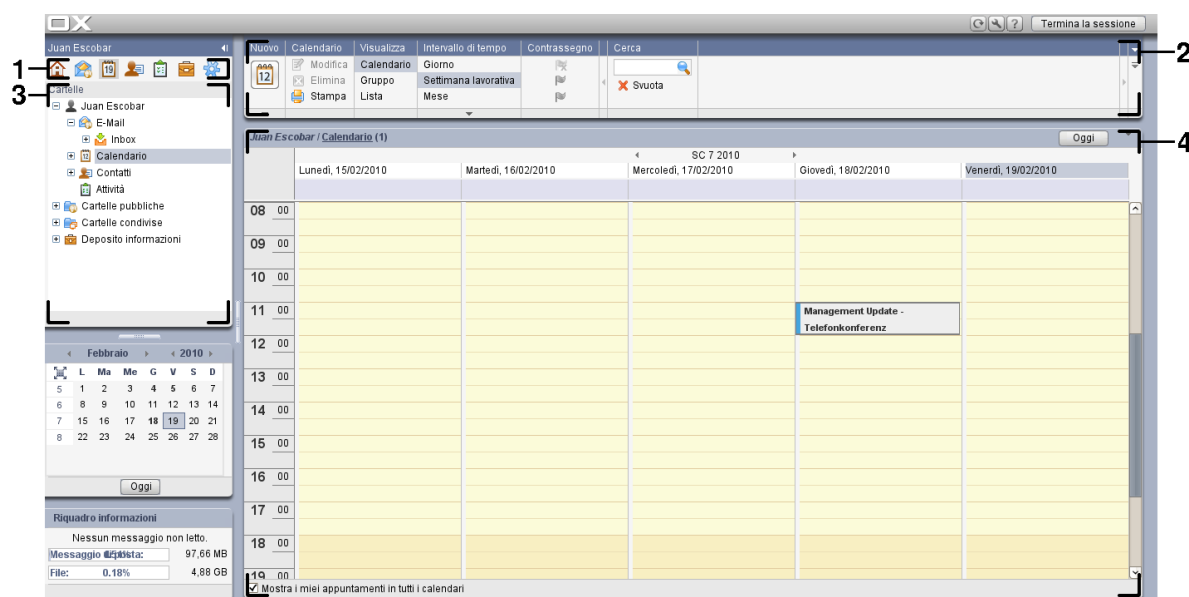 OX
Termina la sessione
Juan Escobar
Nuovo Calendario Visualizza Intervallo di tempo Contrassegno Cerca
1
2
3
4
19
12
Modifica Calendario Giorno
Elimina Gruppo Settimana lavorativa
Svuota
Stampa Lista Mese
Cartelle
Juan Escobar
E-Mail
Inbox
Calendario
Contatti
Attività
Cartelle pubbliche
Cartelle condivise
Deposito informazioni
Juan Escobar / Calendario (1)
Oggi
SC 7 2010
Lunedì, 15/02/2010 Martedì, 16/02/2010 Mercoledì, 17/02/2010 Giovedì, 18/02/2010 Venerdì, 19/02/2010
08 00
09 00
10 00
11 00
Management Update -
Telefonkonferenz
12 00
13 00
14 00
15 00
16 00
17 00
18 00
19 00
Mostra i miei appuntamenti in tutti i calendari
Febbraio 2010
L Ma Me G V S D
5 1 2 3 4 5 6 7
6 8 9 10 11 12 13 14
7 15 16 17 18 19 20 21
8 22 23 24 25 26 27 28
Oggi
Riquadro informazioni
Nessun messaggio non letto.
Messaggio 97,66 MB
File: 0.18% 4,88 GB